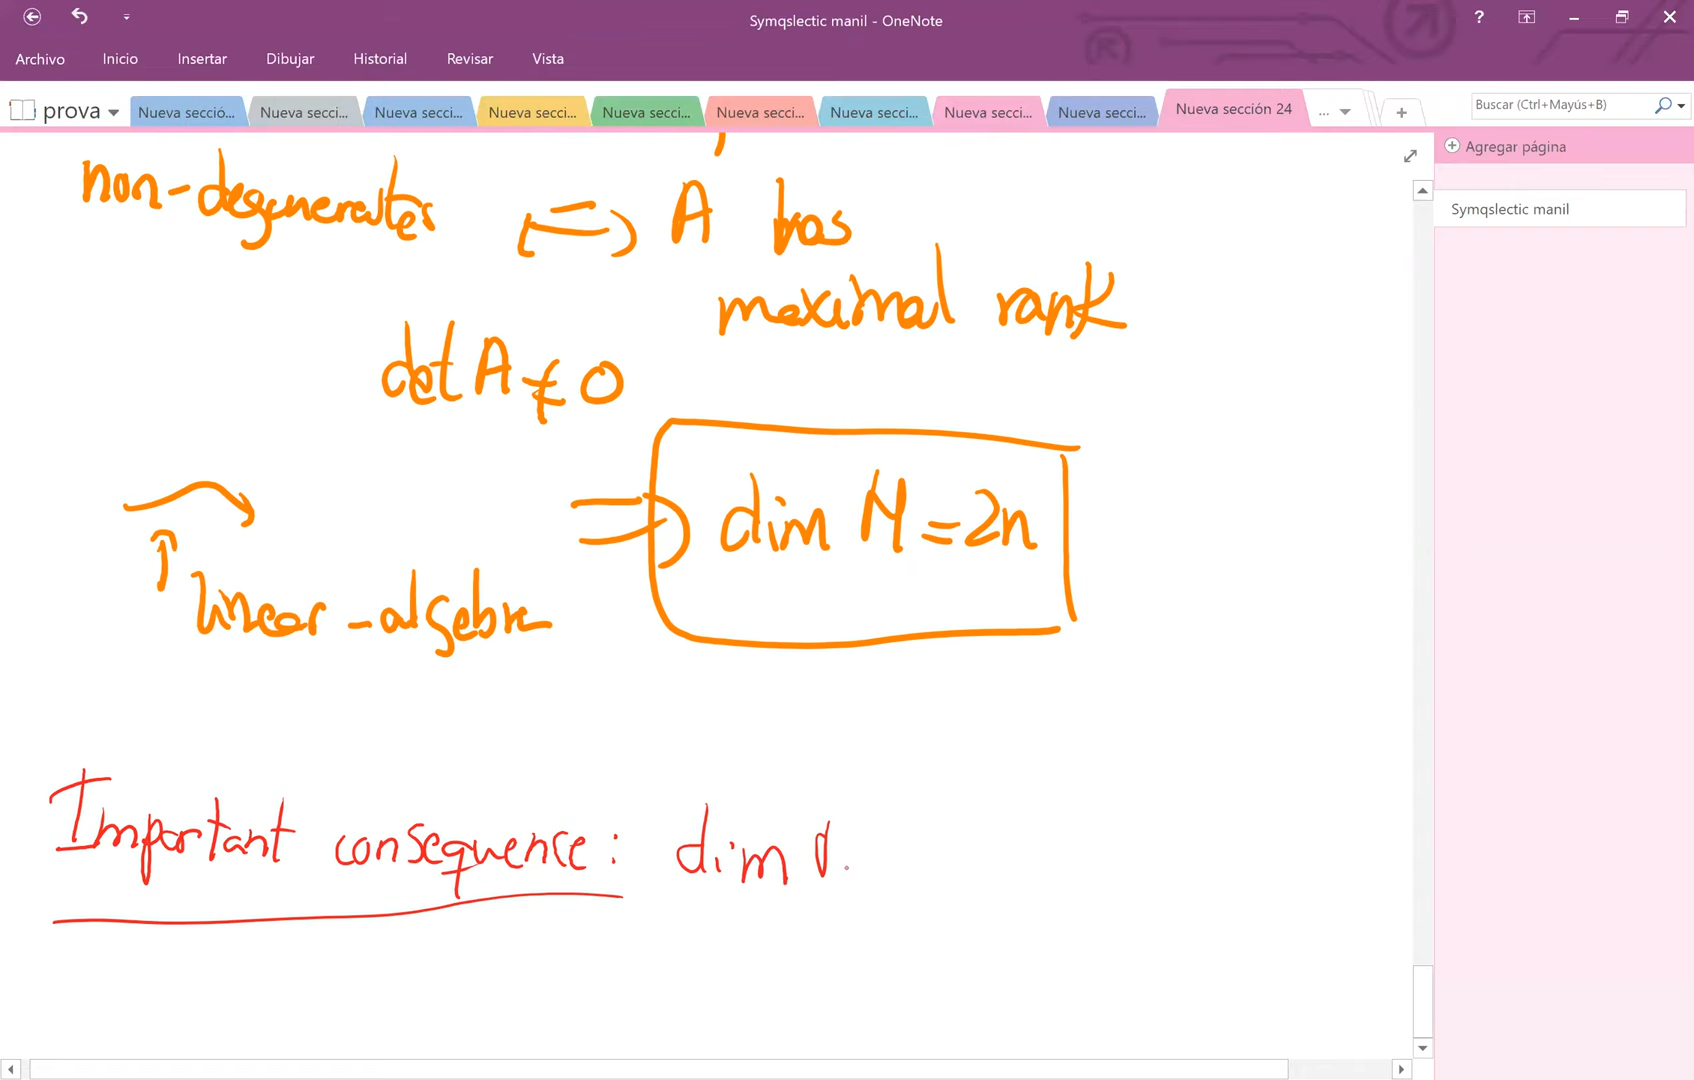 Symqslectic manil - OneNote
?
Archivo Inicio Insertar Dibujar Historial Revisar Vista
prova Nueva secció... Nueva secci... Nueva secci... Nueva secci... Nueva secci... Nueva secci... Nueva secci... Nueva secci... Nueva secci... Nueva sección 24 ... + Buscar (Ctrl+Mayús+B)
Agregar página
Symqslectic manil
non-degenerates ⟺ A has
maximal rank
det A ≠ 0
⟹ dim M = 2n
linear-algebra
Important consequence: dim